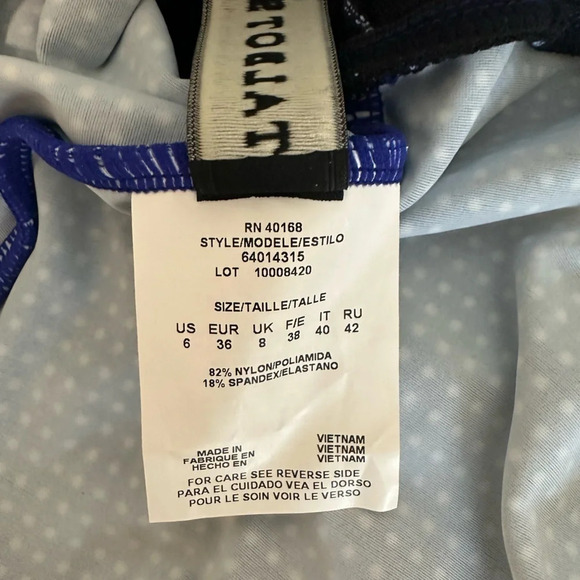 RN 40168
STYLE/MODELE/ESTILO
64014315
LOT 10008420
SIZE/TAILLE/TALLE
US EUR UK F/E IT RU
6 36 8 38 40 42
82% NYLON/POLIAMIDA
18% SPANDEX/ELASTANO
MADE IN VIETNAM
FABRIQUE EN VIETNAM
HECHO EN VIETNAM
FOR CARE SEE REVERSE SIDE
PARA EL CUIDADO VEA EL DORSO
POUR LE SOIN VOIR LE VERSO